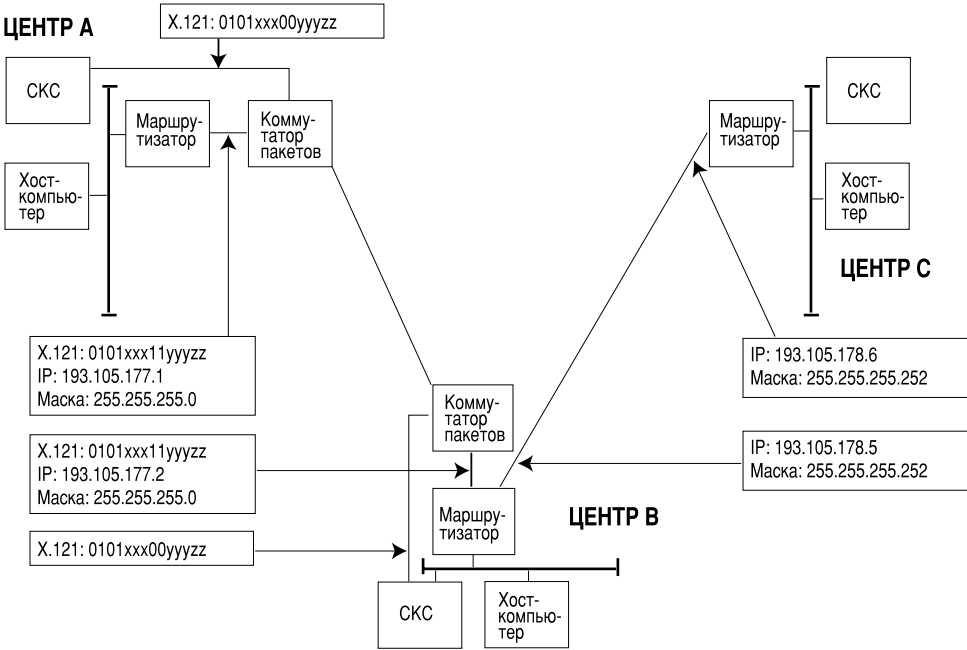 ЦЕНТР A
X.121: 0101xxx00yyyzz
СКС
Маршру-
тизатор
Комму-
татор
пакетов
Хост-
компью-
тер
X.121: 0101xxx11yyyzz
IP: 193.105.177.1
Маска: 255.255.255.0
X.121: 0101xxx11yyyzz
IP: 193.105.177.2
Маска: 255.255.255.0
X.121: 0101xxx00yyyzz
Комму-
татор
пакетов
Маршру-
тизатор
ЦЕНТР B
СКС
Хост-
компью-
тер
Маршру-
тизатор
СКС
Хост-
компью-
тер
ЦЕНТР C
IP: 193.105.178.6
Маска: 255.255.255.252
IP: 193.105.178.5
Маска: 255.255.255.252